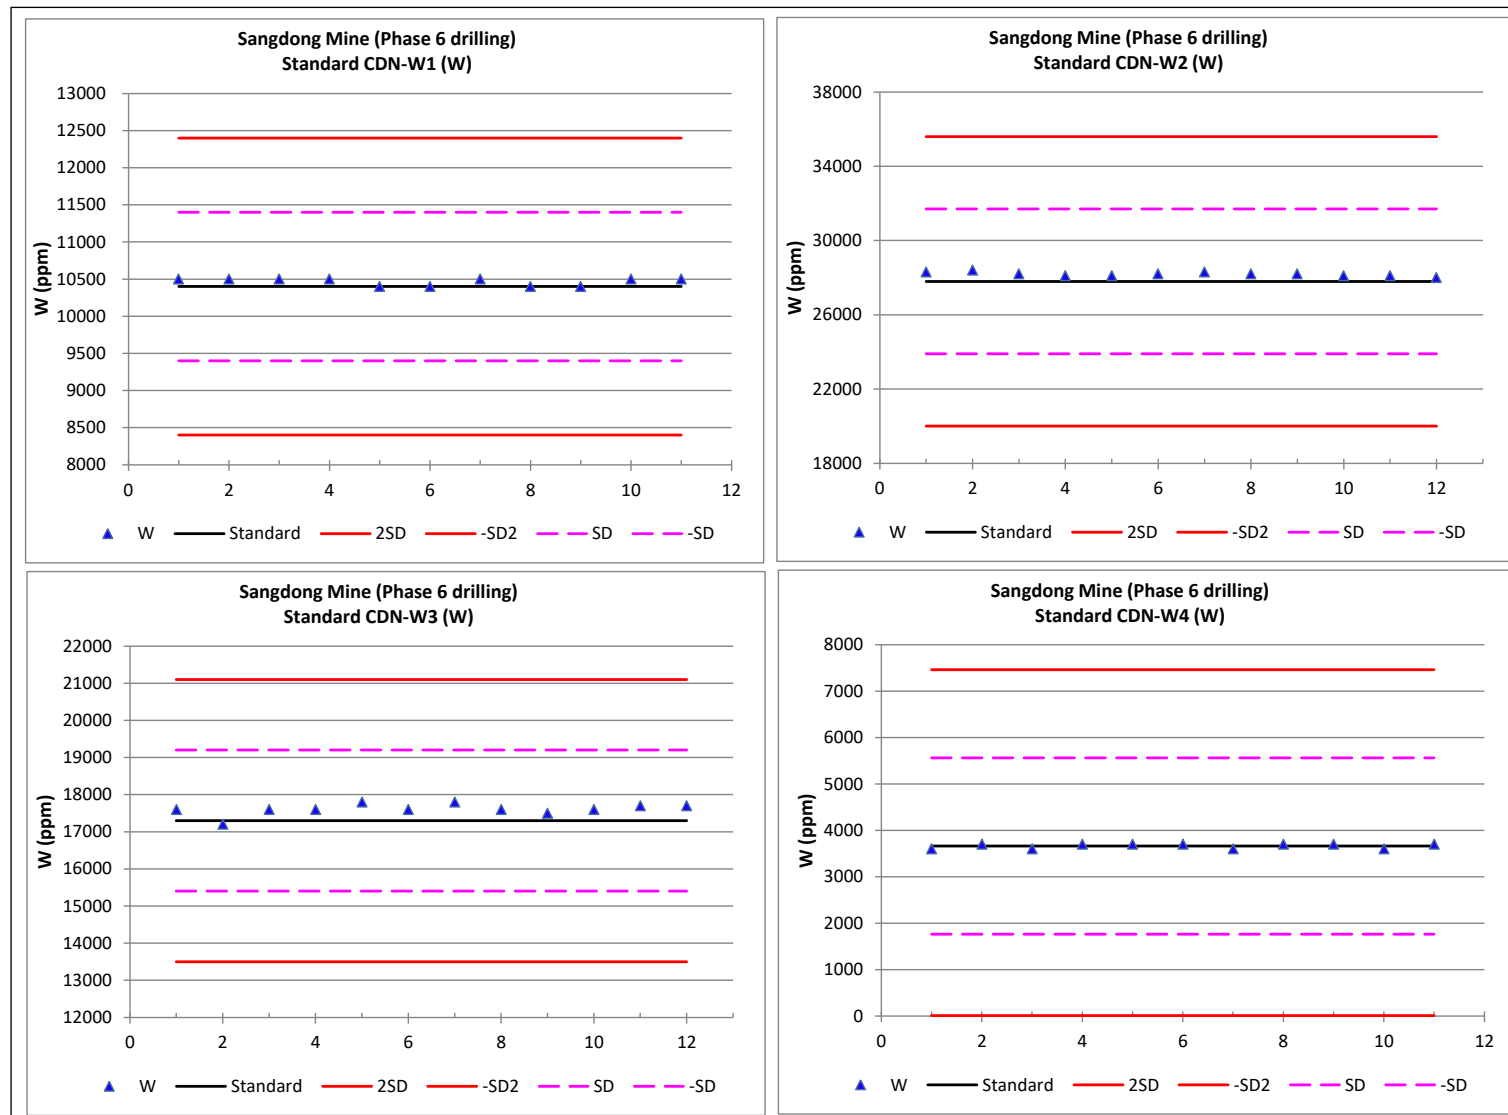 Sangdong Mine (Phase 6 drilling)
Standard CDN-W1 (W)
W (ppm)
13000
12500
12000
11500
11000
10500
10000
9500
9000
8500
8000
0 2 4 6 8 10 12
W Standard 2SD -SD2 SD -SD
Sangdong Mine (Phase 6 drilling)
Standard CDN-W2 (W)
W (ppm)
38000
34000
30000
26000
22000
18000
0 2 4 6 8 10 12
W Standard 2SD -SD2 SD -SD
Sangdong Mine (Phase 6 drilling)
Standard CDN-W3 (W)
W (ppm)
22000
21000
20000
19000
18000
17000
16000
15000
14000
13000
12000
0 2 4 6 8 10 12
W Standard 2SD -SD2 SD -SD
Sangdong Mine (Phase 6 drilling)
Standard CDN-W4 (W)
W (ppm)
8000
7000
6000
5000
4000
3000
2000
1000
0
0 2 4 6 8 10 12
W Standard 2SD -SD2 SD -SD